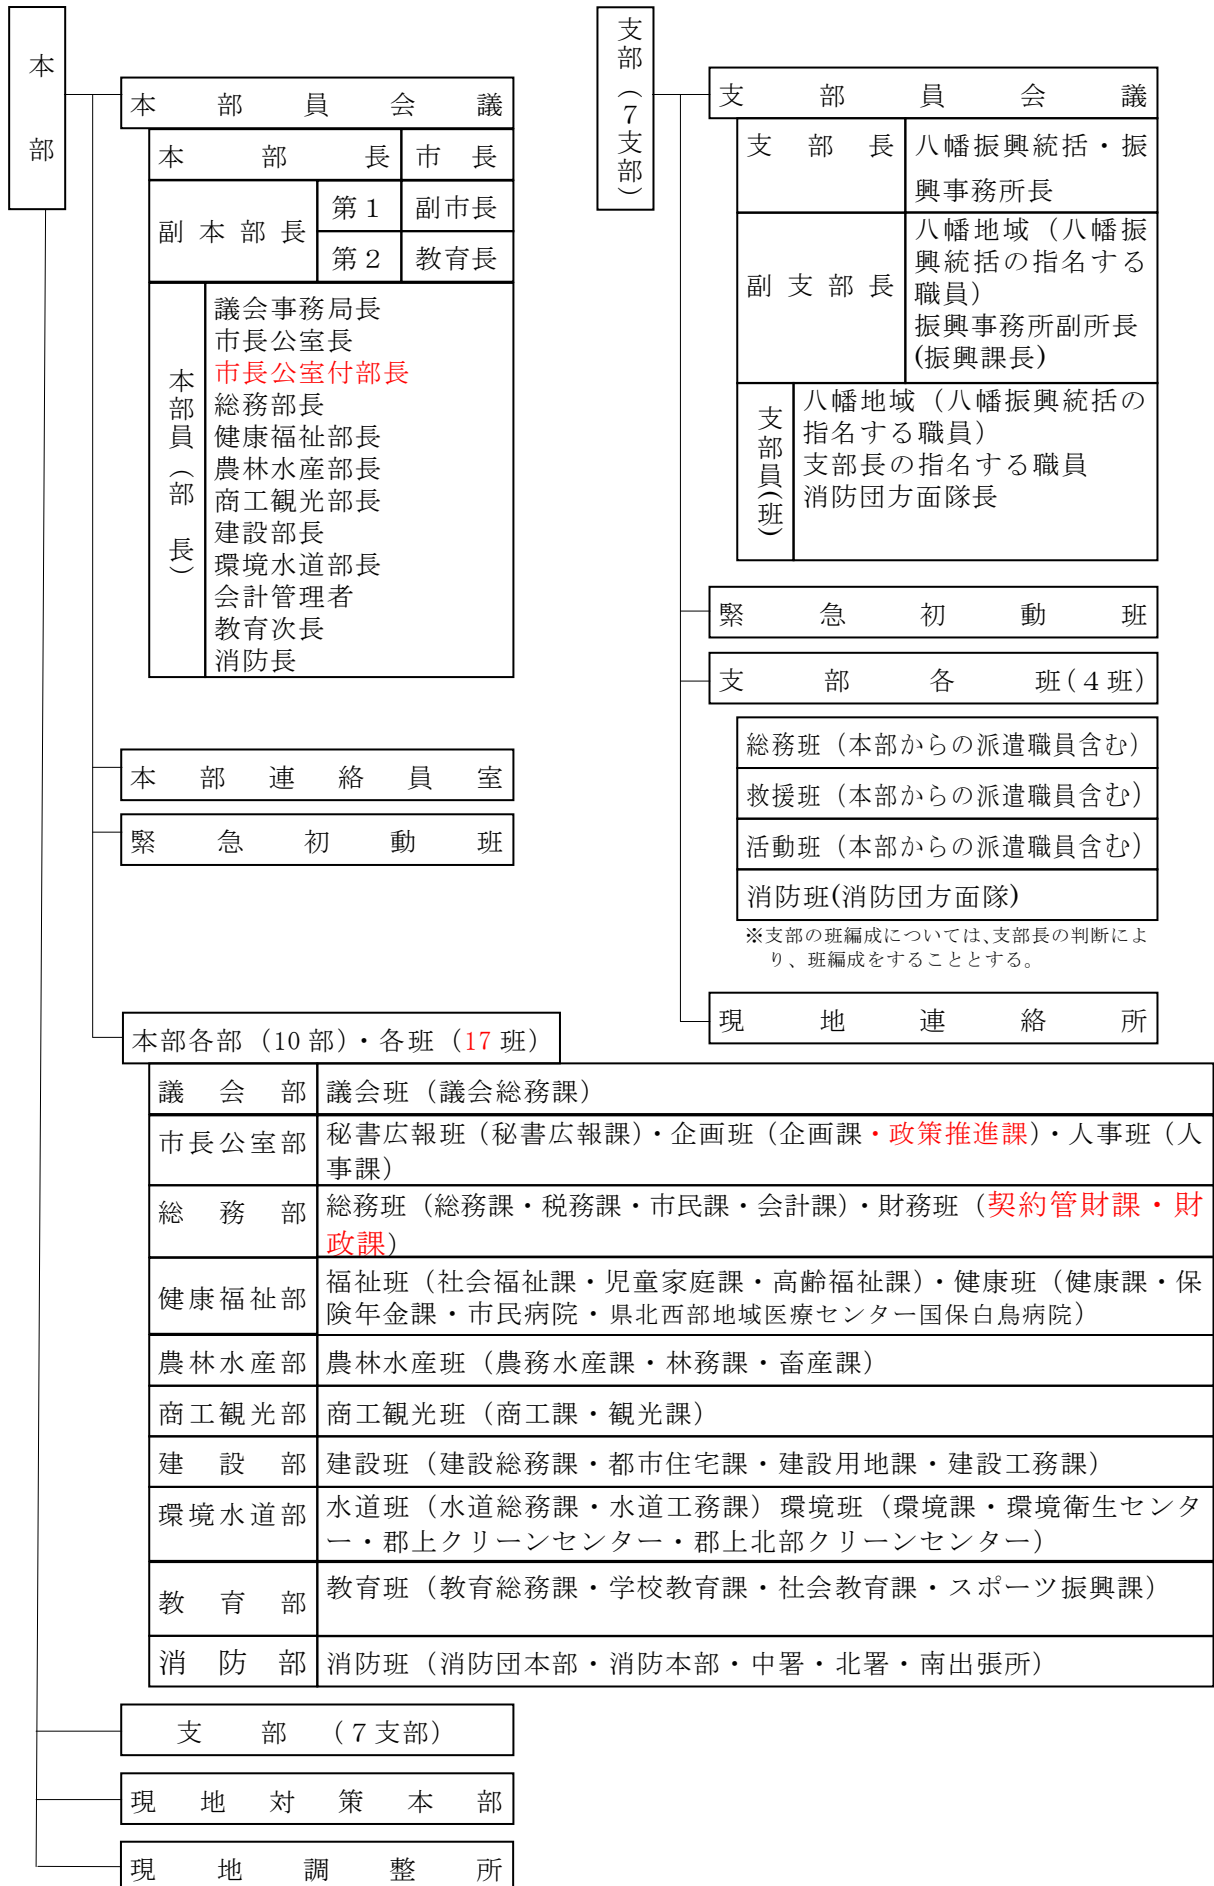 本部
本部員会議
本部長 市長
副本部長 第1 副市長
第2 教育長
本部員(部長)
議会事務局長
市長公室長
市長公室付部長
総務部長
健康福祉部長
農林水産部長
商工観光部長
建設部長
環境水道部長
会計管理者
教育次長
消防長
本部連絡員室
緊急初動班
支部(7支部)
支部員会議
支部長
八幡振興統括・振
興事務所長
副支部長
八幡地域（八幡振
興統括の指名する
職員）
振興事務所副所長
(振興課長)
支部員(班)
八幡地域（八幡振興統括の
指名する職員）
支部長の指名する職員
消防団方面隊長
緊急初動班
支部各班(4班)
総務班（本部からの派遣職員含む）
救援班（本部からの派遣職員含む）
活動班（本部からの派遣職員含む）
消防班(消防団方面隊)
※支部の班編成については、支部長の判断によ
り、班編成をすることとする。
現地連絡所
本部各部（10部）・各班（17班）
議会部 議会班（議会総務課）
市長公室部 秘書広報班（秘書広報課）・企画班（企画課・政策推進課）・人事班（人
事課）
総務部 総務班（総務課・税務課・市民課・会計課）・財務班（契約管財課・財
政課）
健康福祉部 福祉班（社会福祉課・児童家庭課・高齢福祉課）・健康班（健康課・保
険年金課・市民病院・県北西部地域医療センター国保白鳥病院）
農林水産部 農林水産班（農務水産課・林務課・畜産課）
商工観光部 商工観光班（商工課・観光課）
建設部 建設班（建設総務課・都市住宅課・建設用地課・建設工務課）
環境水道部 水道班（水道総務課・水道工務課）環境班（環境課・環境衛生センタ
ー・郡上クリーンセンター・郡上北部クリーンセンター）
教育部 教育班（教育総務課・学校教育課・社会教育課・スポーツ振興課）
消防部 消防班（消防団本部・消防本部・中署・北署・南出張所）
支部（7支部）
現地対策本部
現地調整所